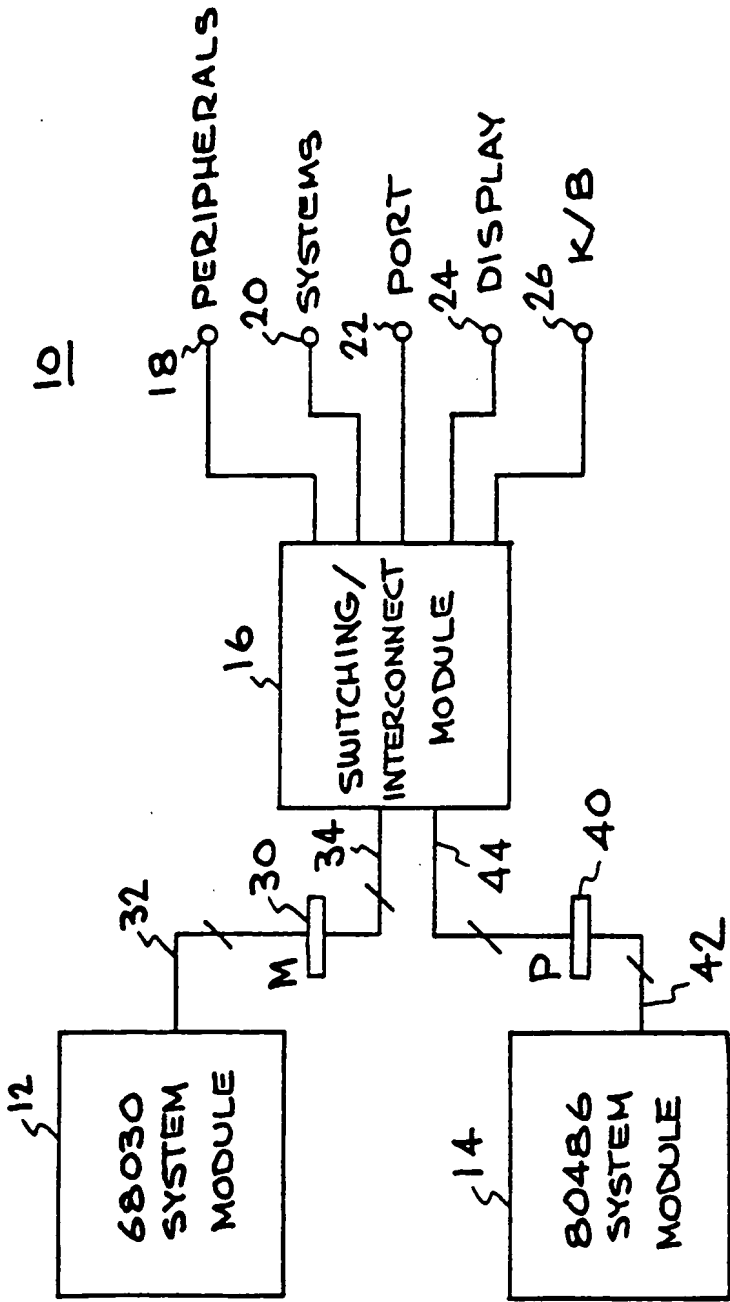 10
12
68030
SYSTEM
MODULE
32
M
30
34
16
SWITCHING/
INTERCONNECT
MODULE
18
PERIPHERALS
20
SYSTEMS
22
PORT
24
DISPLAY
26
K/B
44
P
40
42
14
80486
SYSTEM
MODULE